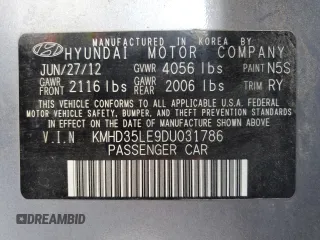 MANUFACTURED IN KOREA BY
HYUNDAI MOTOR COMPANY
JUN/27/12 GVWR 4056 lbs PAINT N5S
GAWR FRONT 2116 lbs GAWR REAR 2006 lbs TRIM RY
THIS VEHICLE CONFORMS TO ALL APPLICABLE U.S. FEDERAL
MOTOR VEHICLE SAFETY, BUMPER, AND THEFT PREVENTION
STANDARDS IN EFFECT ON THE DATE OF MANUFACTURE SHOWN ABOVE.
V.I.N KMHD35LE9DU031786
PASSENGER CAR
DREAMBID